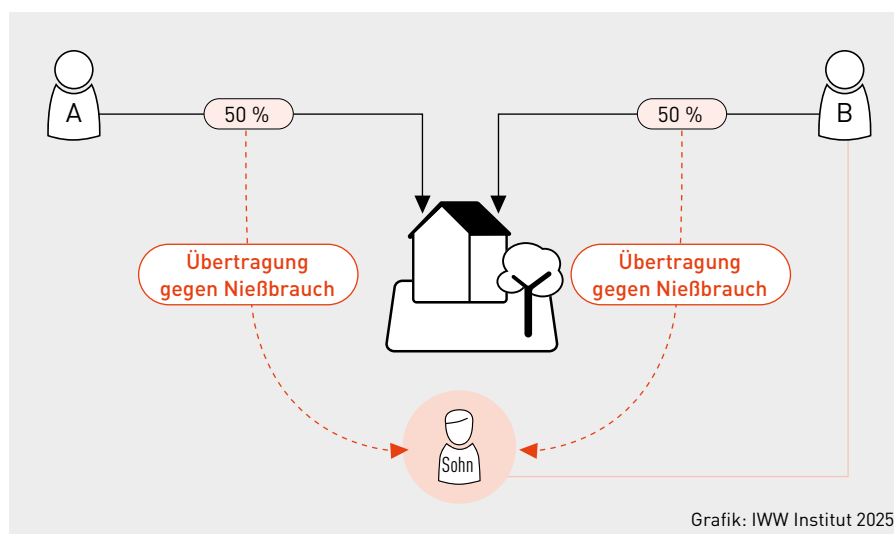 A
50 %
50 %
B
Übertragung
gegen Nießbrauch
Übertragung
gegen Nießbrauch
Sohn
Grafik: IWW Institut 2025